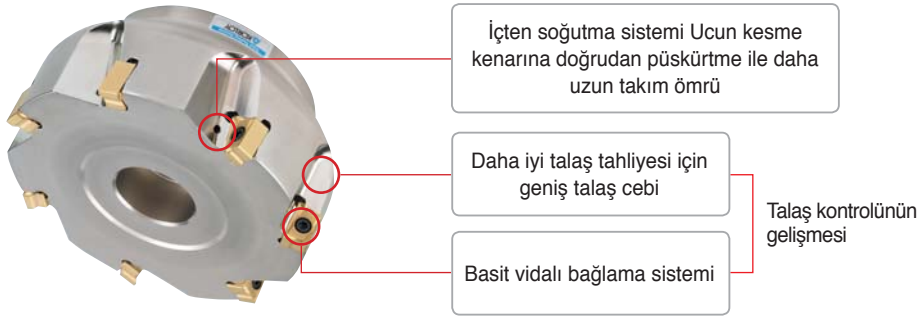 İçten soğutma sistemi Ucun kesme
kenarına doğrudan püskürtme ile daha
uzun takım ömrü
Daha iyi talaş tahliyesi için
geniş talaş cebi
Basit vidalı bağlama sistemi
Talaş kontrolünün
gelişmesi